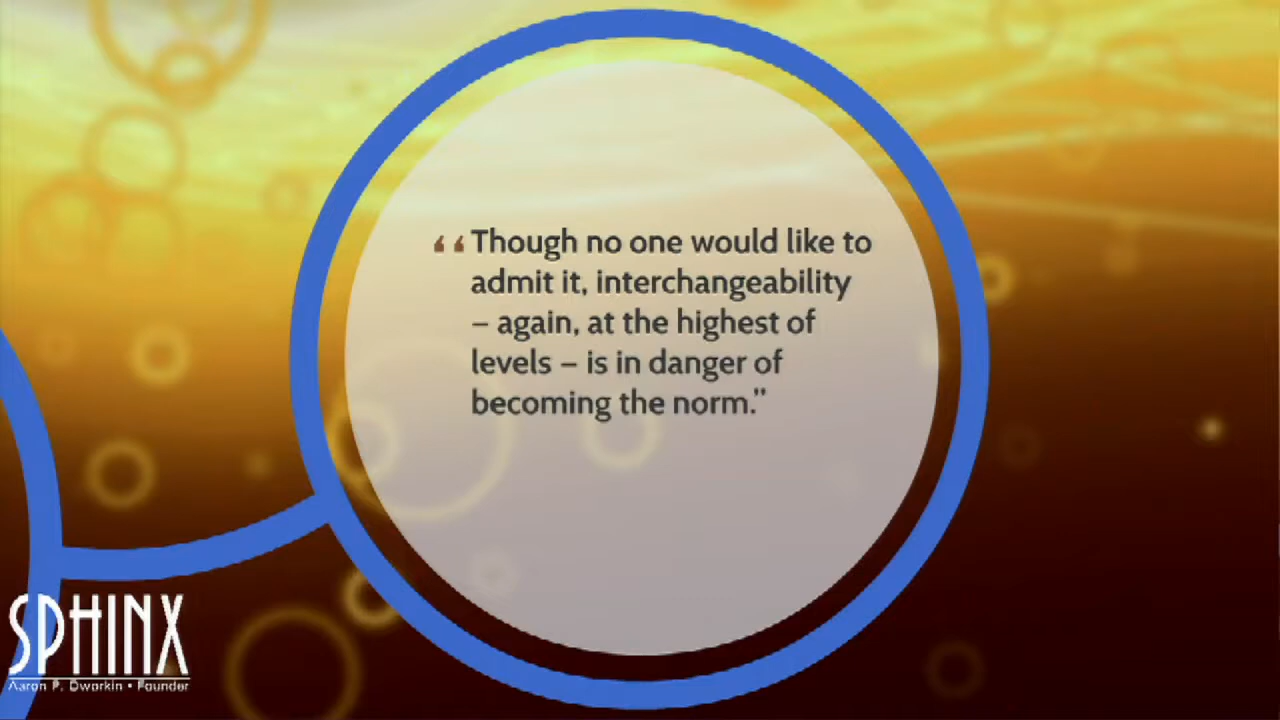 “Though no one would like to
admit it, interchangeability
– again, at the highest of
levels – is in danger of
becoming the norm.”
SPHINX
Aaron P. Dworkin • Founder